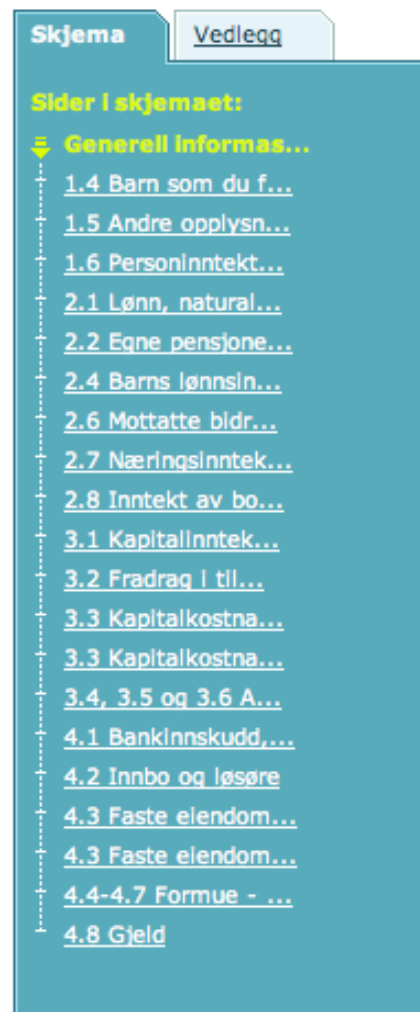 Skjema
Vedlegg
Sider i skjemaet:
Generell informas...
1.4 Barn som du f...
1.5 Andre opplysn...
1.6 Personinntekt...
2.1 Lønn, natural...
2.2 Egne pensjone...
2.4 Barns lønnsin...
2.6 Mottatte bidr...
2.7 Næringsinntek...
2.8 Inntekt av bo...
3.1 Kapitalinntek...
3.2 Fradrag i til...
3.3 Kapitalkostna...
3.3 Kapitalkostna...
3.4, 3.5 og 3.6 A...
4.1 Bankinnskudd,...
4.2 Innbo og løsøre
4.3 Faste eiendom...
4.3 Faste eiendom...
4.4-4.7 Formue - ...
4.8 Gjeld